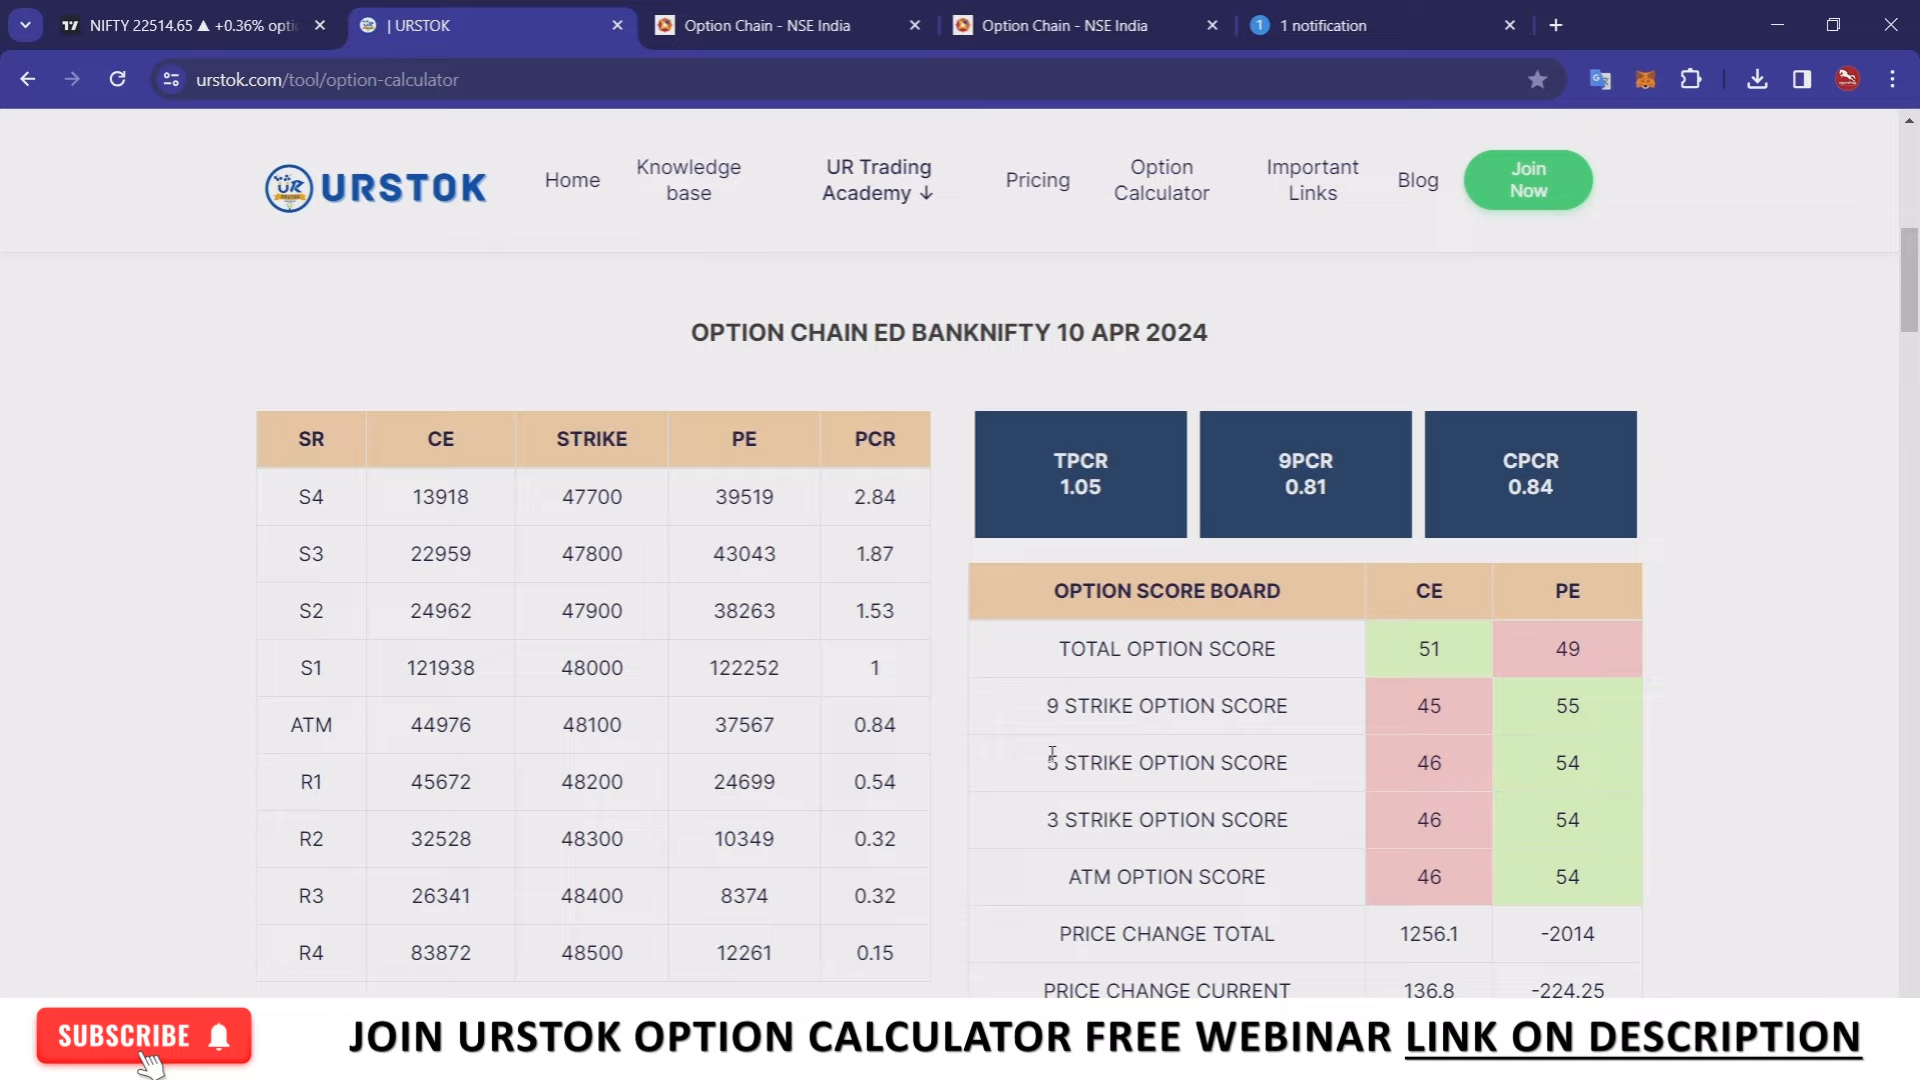 NIFTY 22514.65 ▲ +0.36% opti
| URSTOK
Option Chain - NSE India
Option Chain - NSE India
1 notification
urstok.com/tool/option-calculator
URSTOK
Home
Knowledge base
UR Trading Academy ↓
Pricing
Option Calculator
Important Links
Blog
Join Now
OPTION CHAIN ED BANKNIFTY 10 APR 2024
SR CE STRIKE PE PCR
S4 13918 47700 39519 2.84
S3 22959 47800 43043 1.87
S2 24962 47900 38263 1.53
S1 121938 48000 122252 1
ATM 44976 48100 37567 0.84
R1 45672 48200 24699 0.54
R2 32528 48300 10349 0.32
R3 26341 48400 8374 0.32
R4 83872 48500 12261 0.15
TPCR 9PCR CPCR
1.05 0.81 0.84
OPTION SCORE BOARD CE PE
TOTAL OPTION SCORE 51 49
9 STRIKE OPTION SCORE 45 55
5 STRIKE OPTION SCORE 46 54
3 STRIKE OPTION SCORE 46 54
ATM OPTION SCORE 46 54
PRICE CHANGE TOTAL 1256.1 -2014
PRICE CHANGE CURRENT 136.8 -224.25
SUBSCRIBE
JOIN URSTOK OPTION CALCULATOR FREE WEBINAR LINK ON DESCRIPTION